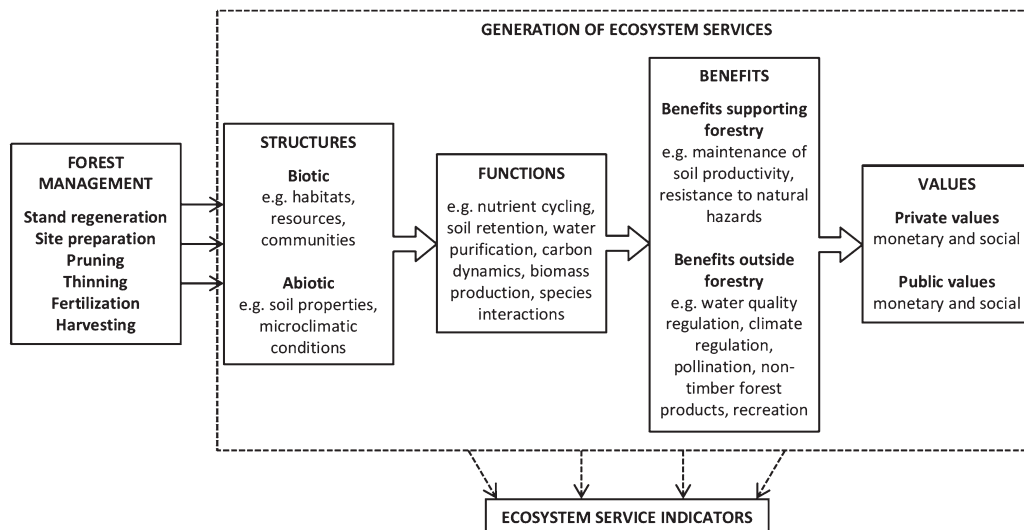 GENERATION OF ECOSYSTEM SERVICES
FOREST
MANAGEMENT
Stand regeneration
Site preparation
Pruning
Thinning
Fertilization
Harvesting
STRUCTURES
Biotic
e.g. habitats,
resources,
communities
Abiotic
e.g. soil properties,
microclimatic
conditions
FUNCTIONS
e.g. nutrient cycling,
soil retention, water
purification, carbon
dynamics, biomass
production, species
interactions
BENEFITS
Benefits supporting
forestry
e.g. maintenance of
soil productivity,
resistance to natural
hazards
Benefits outside
forestry
e.g. water quality
regulation, climate
regulation,
pollination, non-
timber forest
products, recreation
VALUES
Private values
monetary and social
Public values
monetary and social
ECOSYSTEM SERVICE INDICATORS